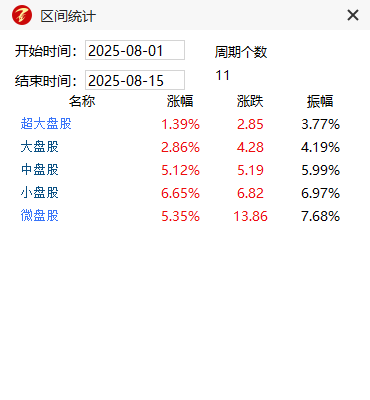 区间统计
开始时间：2025-08-01 周期个数
结束时间：2025-08-15 11
名称 涨幅 涨跌 振幅
超大盘股 1.39% 2.85 3.77%
大盘股 2.86% 4.28 4.19%
中盘股 5.12% 5.19 5.99%
小盘股 6.65% 6.82 6.97%
微盘股 5.35% 13.86 7.68%